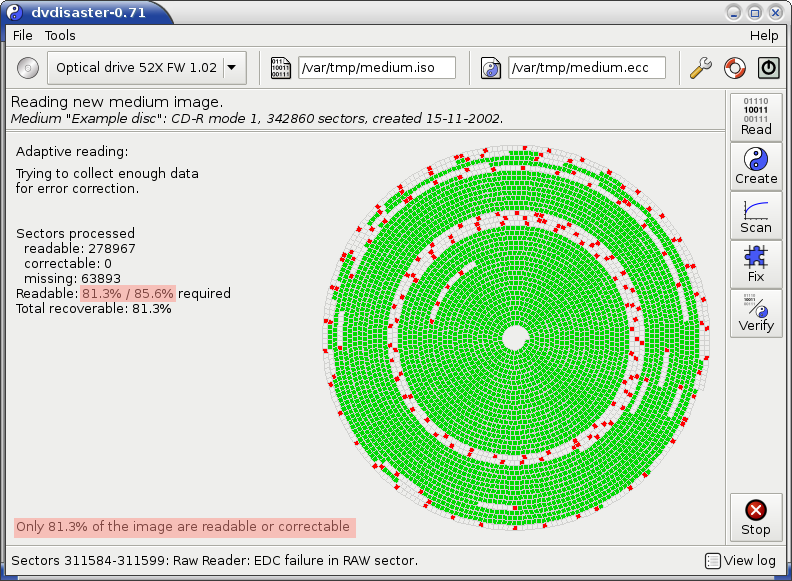 dvdisaster-0.71
File Tools Help
Optical drive 52X FW 1.02 /var/tmp/medium.iso /var/tmp/medium.ecc
Reading new medium image.
Medium "Example disc": CD-R mode 1, 342860 sectors, created 15-11-2002.
Adaptive reading:
Trying to collect enough data
for error correction.
Sectors processed
readable: 278967
correctable: 0
missing: 63893
Readable: 81.3% / 85.6% required
Total recoverable: 81.3%
Only 81.3% of the image are readable or correctable
01110
10011
00111
Read
Create
Scan
Fix
Verify
Stop
Sectors 311584-311599: Raw Reader: EDC failure in RAW sector.
View log